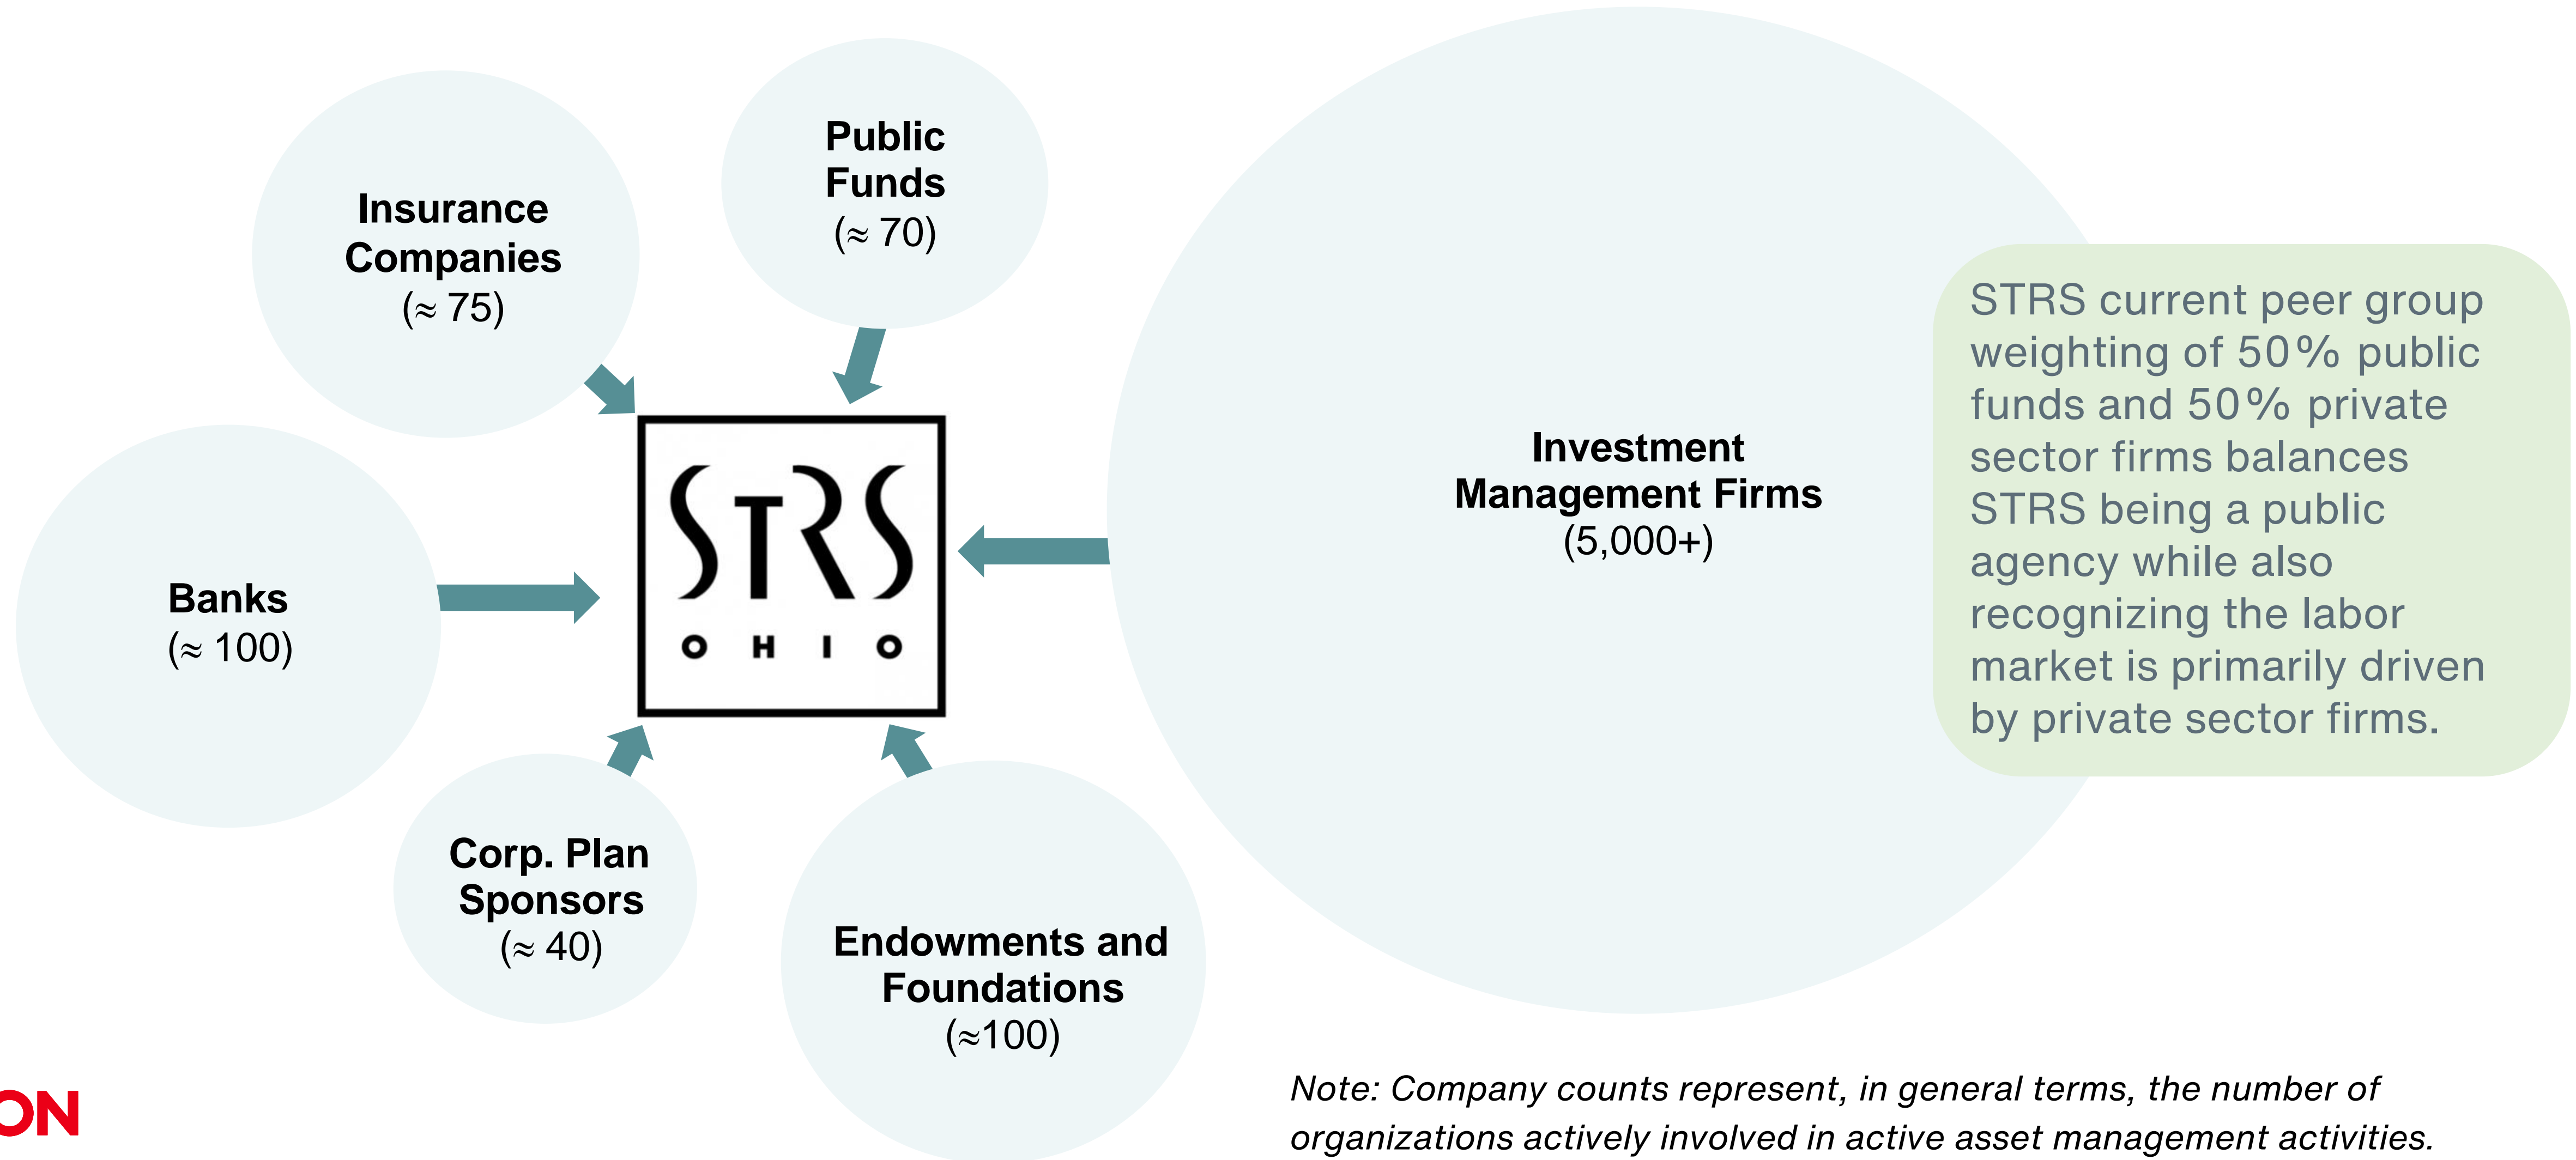 Public
Funds
(≈ 70)
Insurance
Companies
(≈ 75)
Banks
(≈ 100)
STRS
OHIO
Corp. Plan
Sponsors
(≈ 40)
Endowments and
Foundations
(≈100)
Investment
Management Firms
(5,000+)
STRS current peer group
weighting of 50% public
funds and 50% private
sector firms balances
STRS being a public
agency while also
recognizing the labor
market is primarily driven
by private sector firms.
Note: Company counts represent, in general terms, the number of
organizations actively involved in active asset management activities.
ON